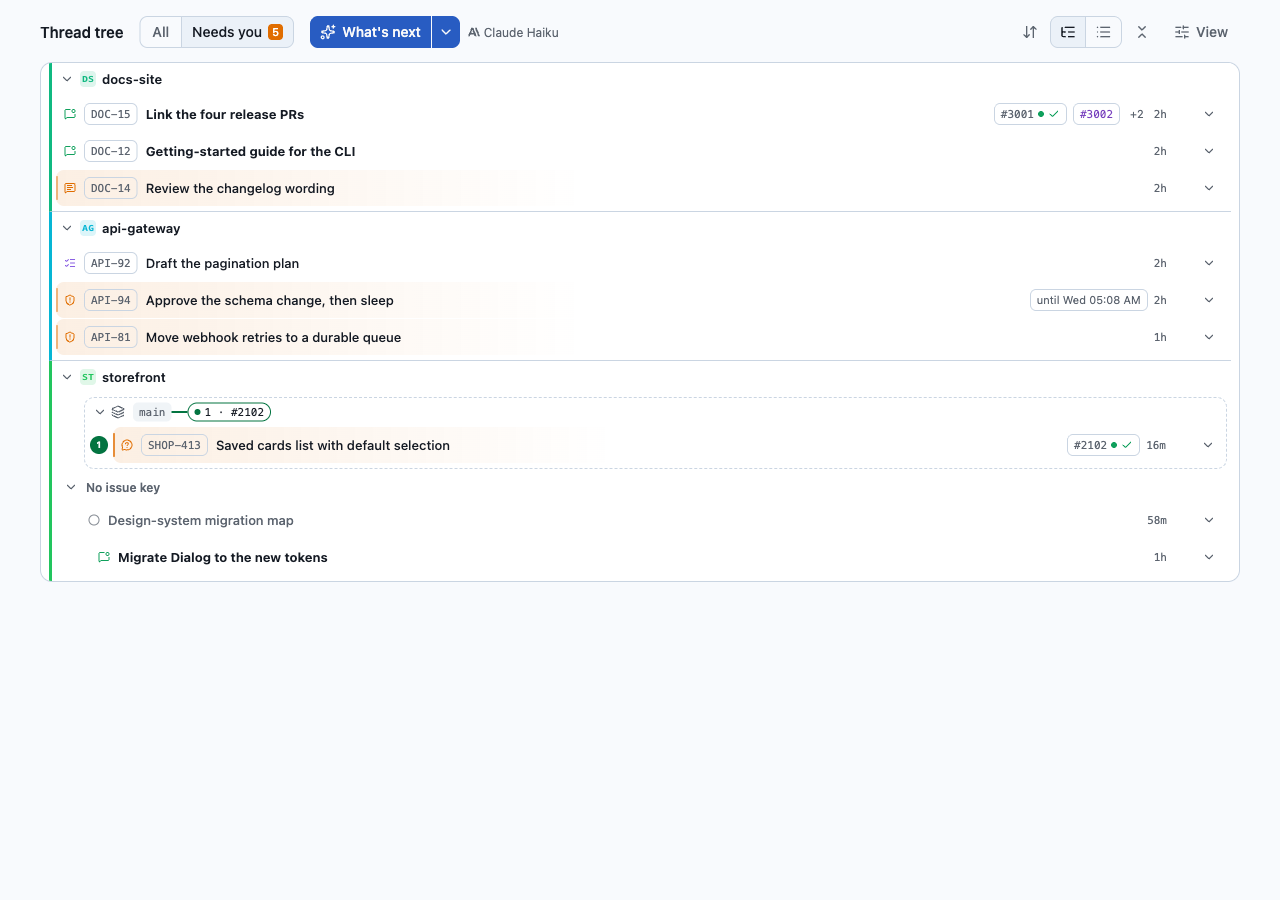 Thread tree All Needs you 5 What's next Claude Haiku View
DS docs-site
DOC-15 Link the four release PRs #3001 #3002 +2 2h
DOC-12 Getting-started guide for the CLI 2h
DOC-14 Review the changelog wording 2h
AG api-gateway
API-92 Draft the pagination plan 2h
API-94 Approve the schema change, then sleep until Wed 05:08 AM 2h
API-81 Move webhook retries to a durable queue 1h
ST storefront
main 1 · #2102
1 SHOP-413 Saved cards list with default selection #2102 16m
No issue key
Design-system migration map 58m
Migrate Dialog to the new tokens 1h